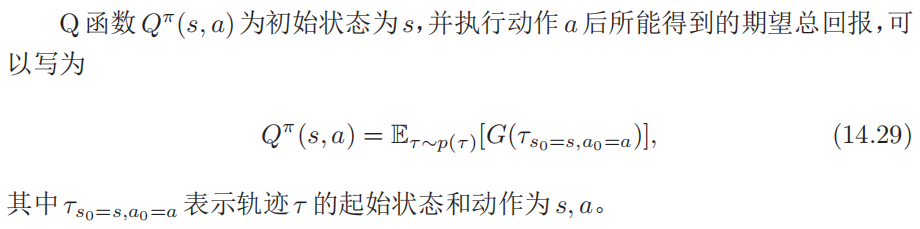 Q 函数 Q^π(s, a) 为初始状态为 s,并执行动作 a 后所能得到的期望总回报,可
以写为
Q^π(s, a) = 𝔼_{τ∼p(τ)}[G(τ_{s_0=s,a_0=a})], (14.29)
其中 τ_{s_0=s,a_0=a} 表示轨迹 τ 的起始状态和动作为 s, a。